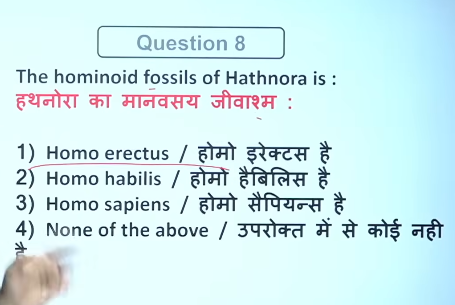 Question 8
The hominoid fossils of Hathnora is :
हथनोरा का मानवसय जीवाश्म :
1) Homo erectus / होमो इरेक्टस है
2) Homo habilis / होमो हैबिलिस है
3) Homo sapiens / होमो सैपियन्स है
4) None of the above / उपरोक्त में से कोई नही
है